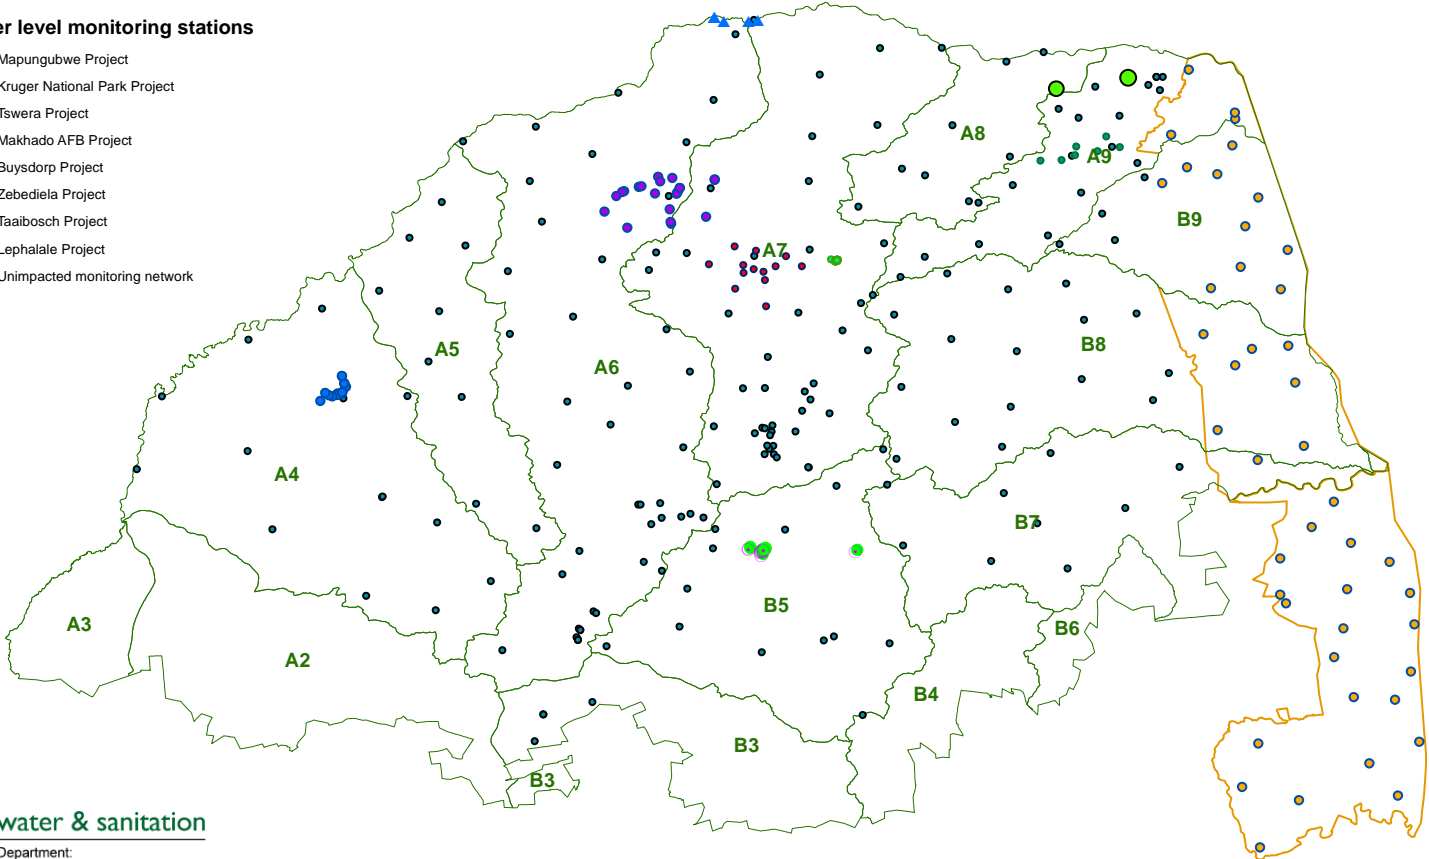 er level monitoring stations
Mapungubwe Project
Kruger National Park Project
Tswera Project
Makhado AFB Project
Buysdorp Project
Zebediela Project
Taaibosch Project
Lephalale Project
Unimpacted monitoring network
A8
A9
B9
A7
A5
A6
B8
A4
B7
A3
B5
B6
A2
B4
B3
B3
water & sanitation
Department: